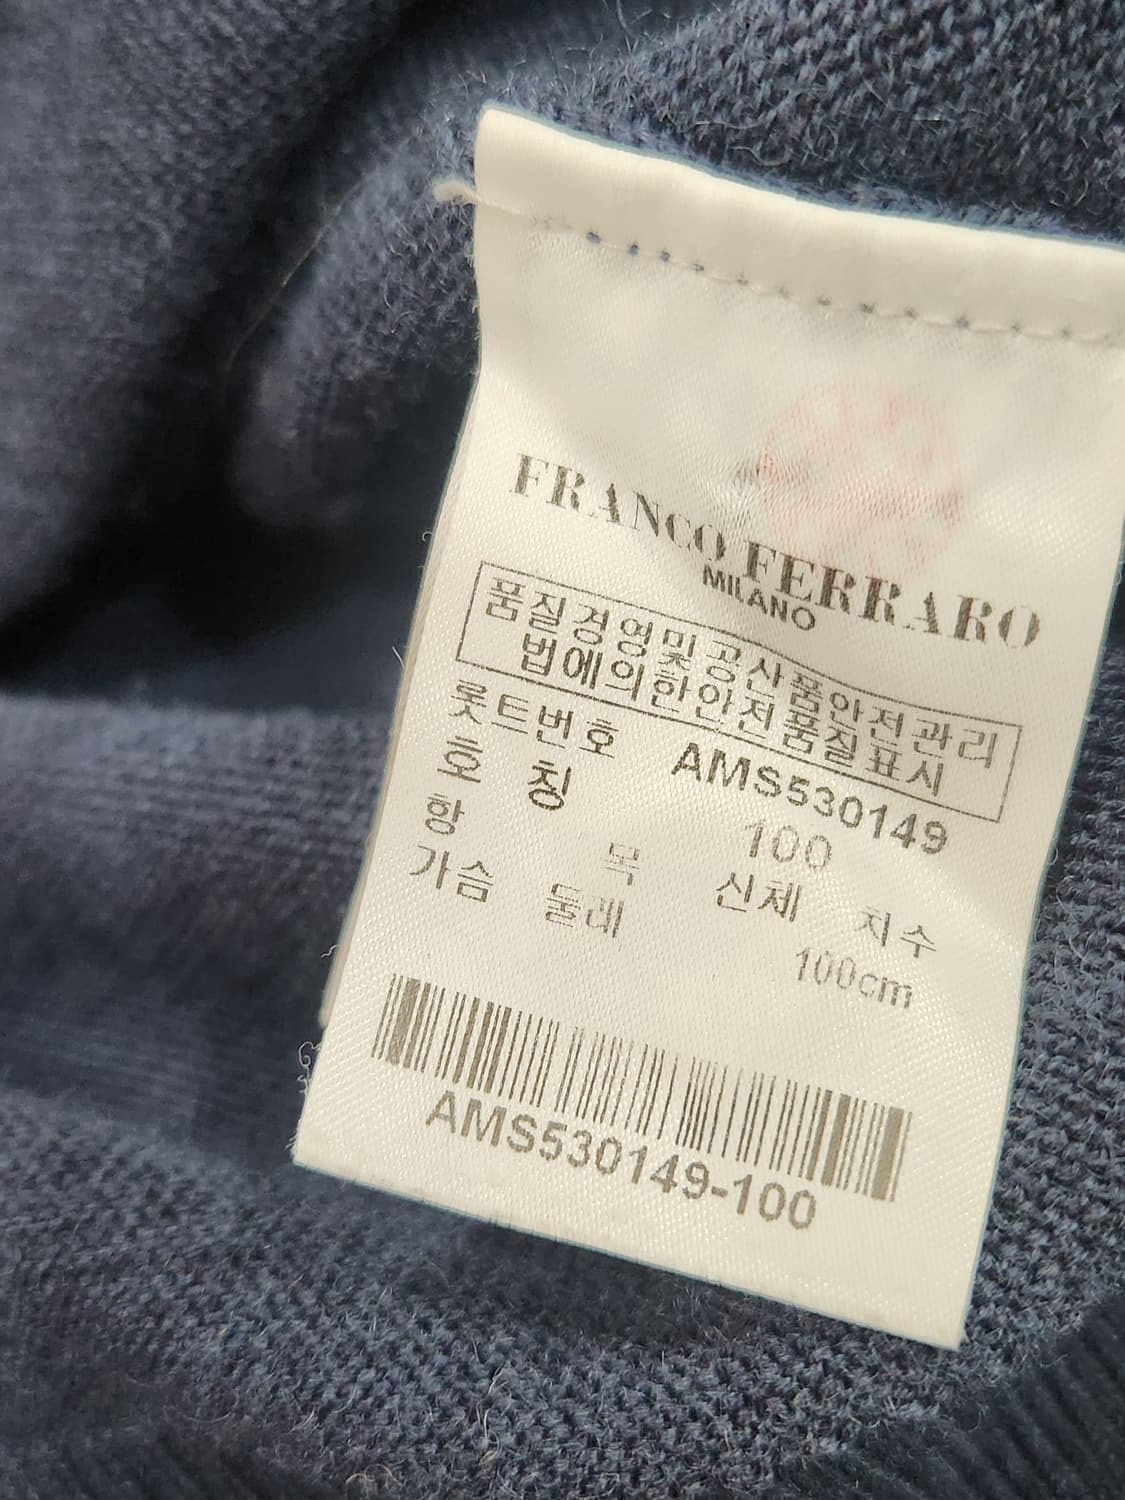 FRANCO FERRARO
MILANO
품질경영및공산품안전관리
법에의한안전품질표시
롯트번호 AMS530149
호 칭 100
항 목 신체 치수
가슴 둘레 100cm
AMS530149-100